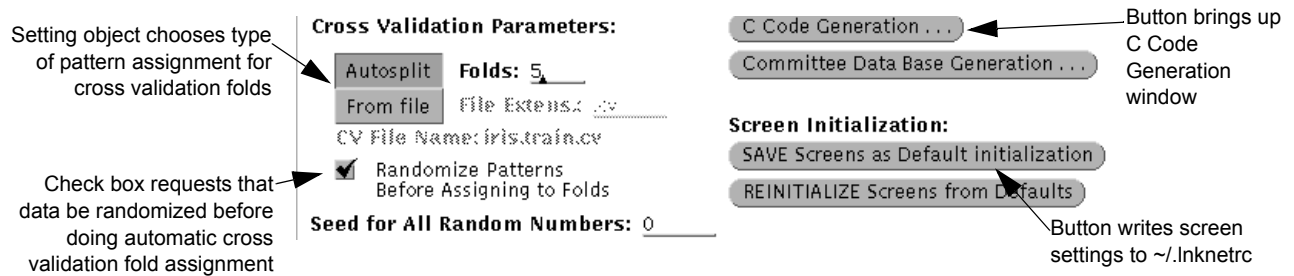 Setting object chooses type
of pattern assignment for
cross validation folds
Check box requests that
data be randomized before
doing automatic cross
validation fold assignment
Cross Validation Parameters:
Autosplit Folds: 5
From file File Extens.: .cv
CV File Name: iris.train.cv
Randomize Patterns
Before Assigning to Folds
Seed for All Random Numbers: 0
C Code Generation . . .
Committee Data Base Generation . . .
Screen Initialization:
SAVE Screens as Default initialization
REINITIALIZE Screens from Defaults
Button brings up
C Code
Generation
window
Button writes screen
settings to ~/.lnknetrc